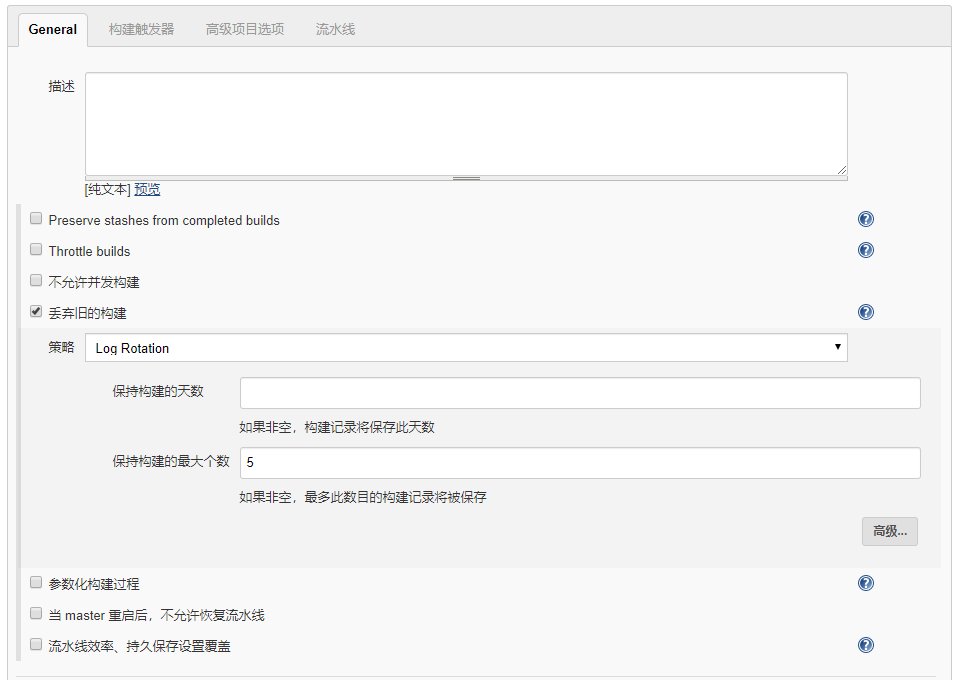 General 构建触发器 高级项目选项 流水线
描述
[纯文本] 预览
Preserve stashes from completed builds
Throttle builds
不允许并发构建
丢弃旧的构建
策略 Log Rotation
保持构建的天数
如果非空，构建记录将保存此天数
保持构建的最大个数 5
如果非空，最多此数目的构建记录将被保存
高级...
参数化构建过程
当 master 重启后，不允许恢复流水线
流水线效率、持久保存设置覆盖